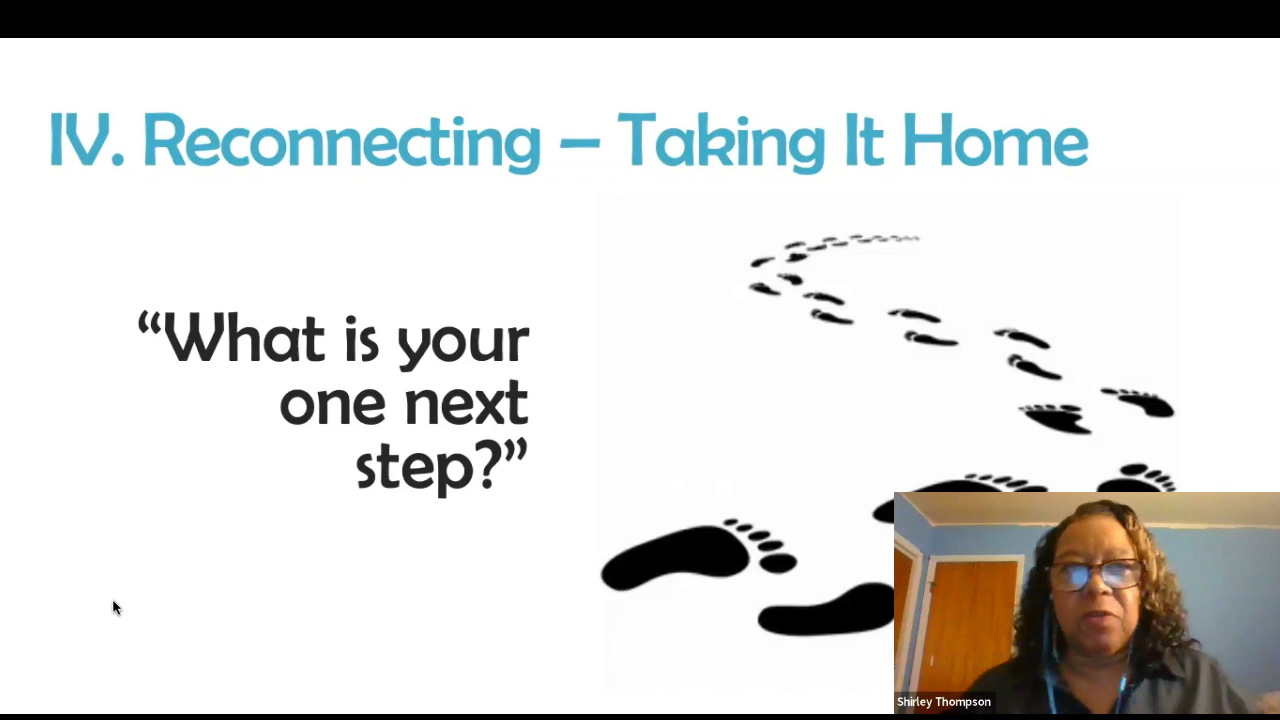 IV. Reconnecting – Taking It Home
“What is your
one next
step?”
Shirley Thompson